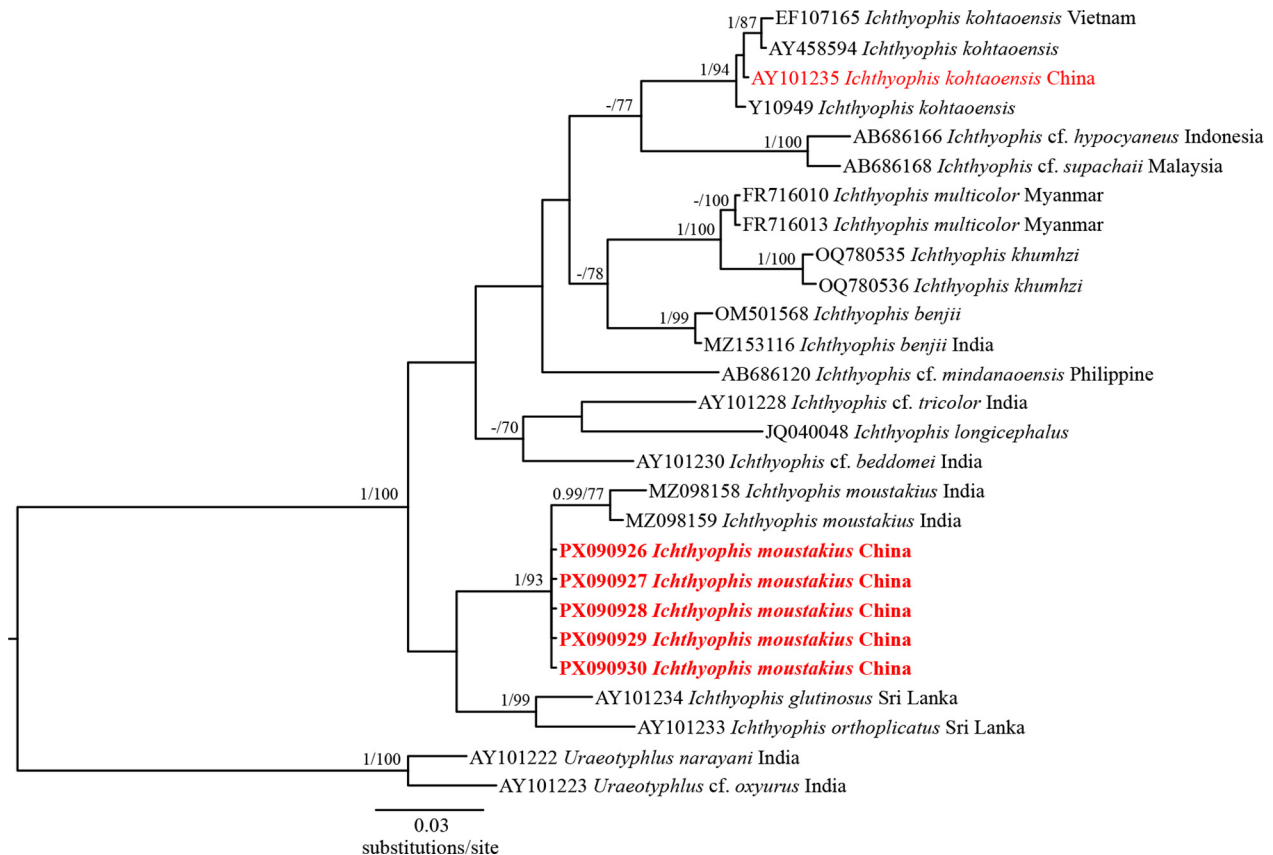 1/87
EF107165 Ichthyophis kohtaoensis Vietnam
AY458594 Ichthyophis kohtaoensis
1/94
AY101235 Ichthyophis kohtaoensis China
-/77
Y10949 Ichthyophis kohtaoensis
1/100
AB686166 Ichthyophis cf. hypocyaneus Indonesia
AB686168 Ichthyophis cf. supachaii Malaysia
-/100
FR716010 Ichthyophis multicolor Myanmar
1/100
FR716013 Ichthyophis multicolor Myanmar
1/100
OQ780535 Ichthyophis khumhzi
-/78
OQ780536 Ichthyophis khumhzi
1/99
OM501568 Ichthyophis benjii
MZ153116 Ichthyophis benjii India
AB686120 Ichthyophis cf. mindanaoensis Philippine
AY101228 Ichthyophis cf. tricolor India
-/70
JQ040048 Ichthyophis longicephalus
AY101230 Ichthyophis cf. beddomei India
1/100
0.99/77
MZ098158 Ichthyophis moustakius India
MZ098159 Ichthyophis moustakius India
PX090926 Ichthyophis moustakius China
1/93
PX090927 Ichthyophis moustakius China
PX090928 Ichthyophis moustakius China
PX090929 Ichthyophis moustakius China
PX090930 Ichthyophis moustakius China
1/99
AY101234 Ichthyophis glutinosus Sri Lanka
AY101233 Ichthyophis orthoplicatus Sri Lanka
1/100
AY101222 Uraeotyphlus narayani India
AY101223 Uraeotyphlus cf. oxyurus India
0.03
substitutions/site